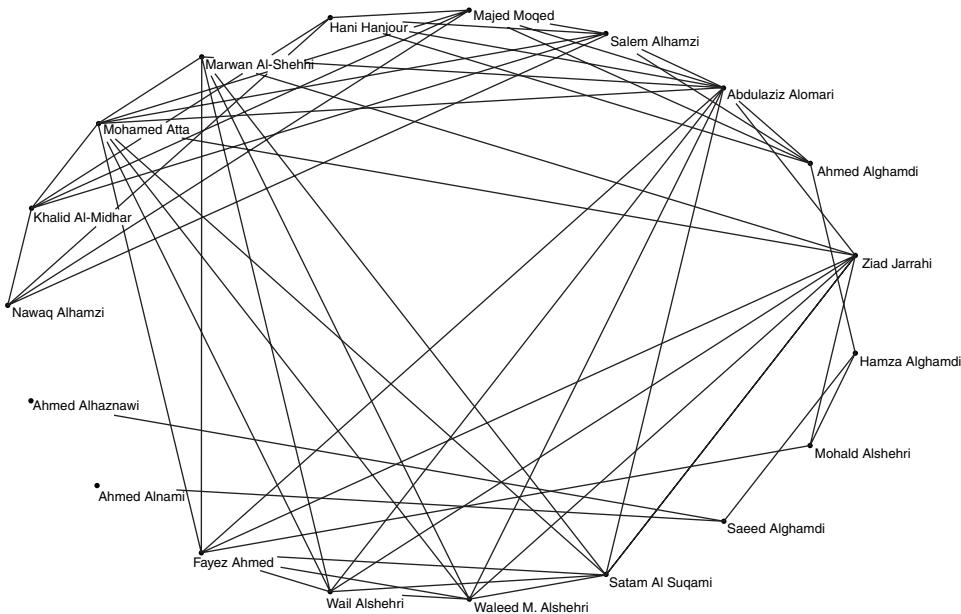 Majed Moqed
Hani Hanjour
Salem Alhamzi
Marwan Al-Shehhi
Abdulaziz Alomari
Mohamed Atta
Ahmed Alghamdi
Khalid Al-Midhar
Ziad Jarrahi
Nawaq Alhamzi
Hamza Alghamdi
Ahmed Alhaznawi
Mohald Alshehri
Ahmed Alnami
Saeed Alghamdi
Fayez Ahmed
Satam Al Suqami
Wail Alshehri
Waleed M. Alshehri